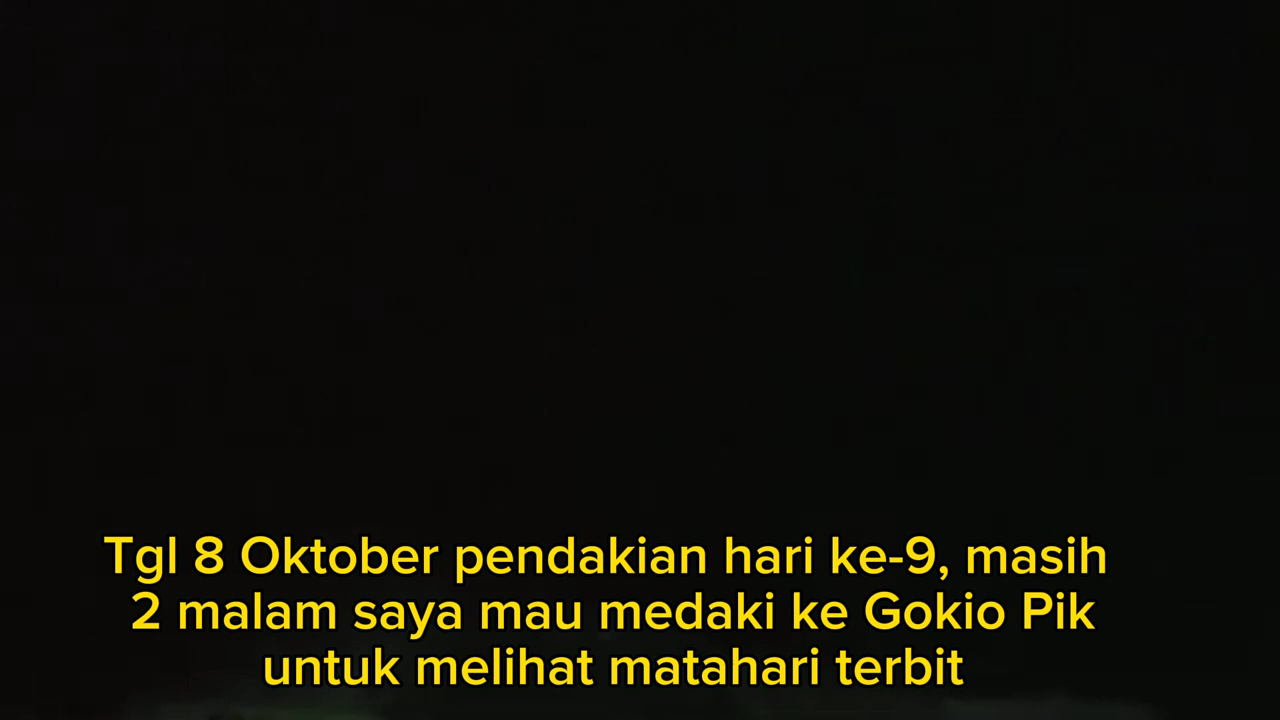 Tgl 8 Oktober pendakian hari ke-9, masih
2 malam saya mau medaki ke Gokio Pik
untuk melihat matahari terbit